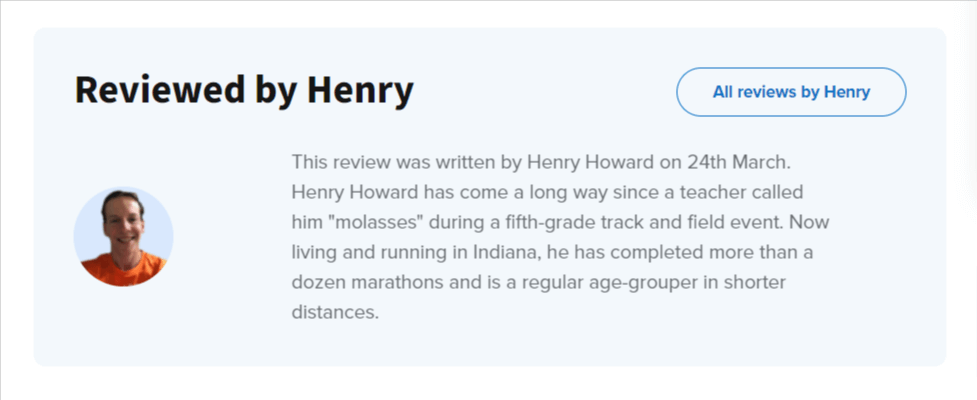 Reviewed by Henry
All reviews by Henry
This review was written by Henry Howard on 24th March.
Henry Howard has come a long way since a teacher called
him "molasses" during a fifth-grade track and field event. Now
living and running in Indiana, he has completed more than a
dozen marathons and is a regular age-grouper in shorter
distances.